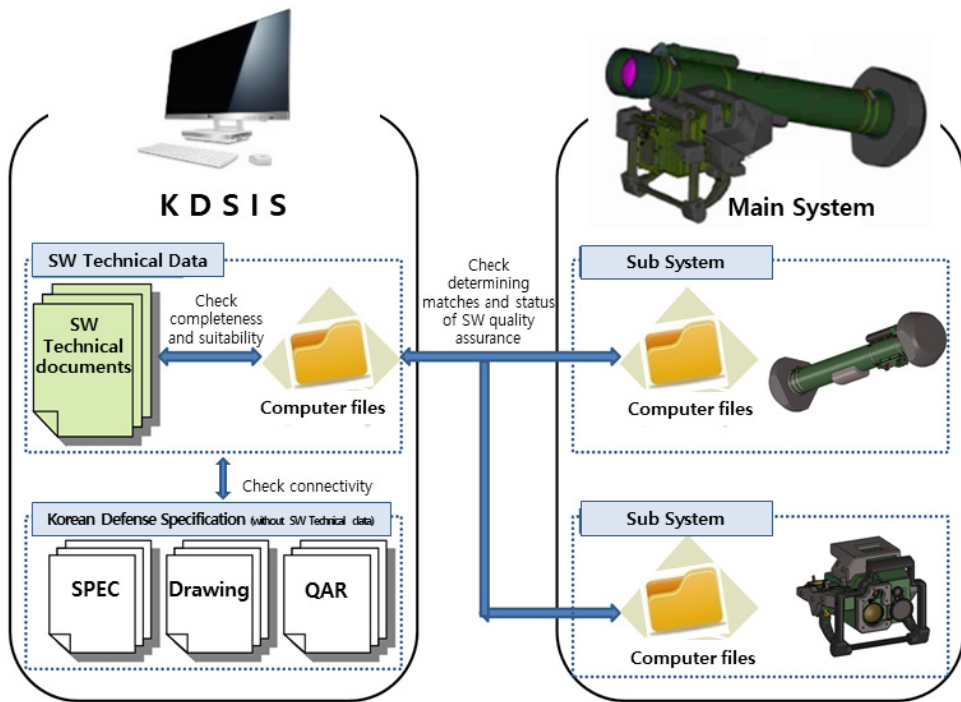 K D S I S
SW Technical Data
SW
Technical
documents
Check
completeness
and suitability
Computer files
Check connectivity
Korean Defense Specification (without SW Technical data)
SPEC
Drawing
QAR
Check
determining
matches and status
of SW quality
assurance
Main System
Sub System
Computer files
Sub System
Computer files